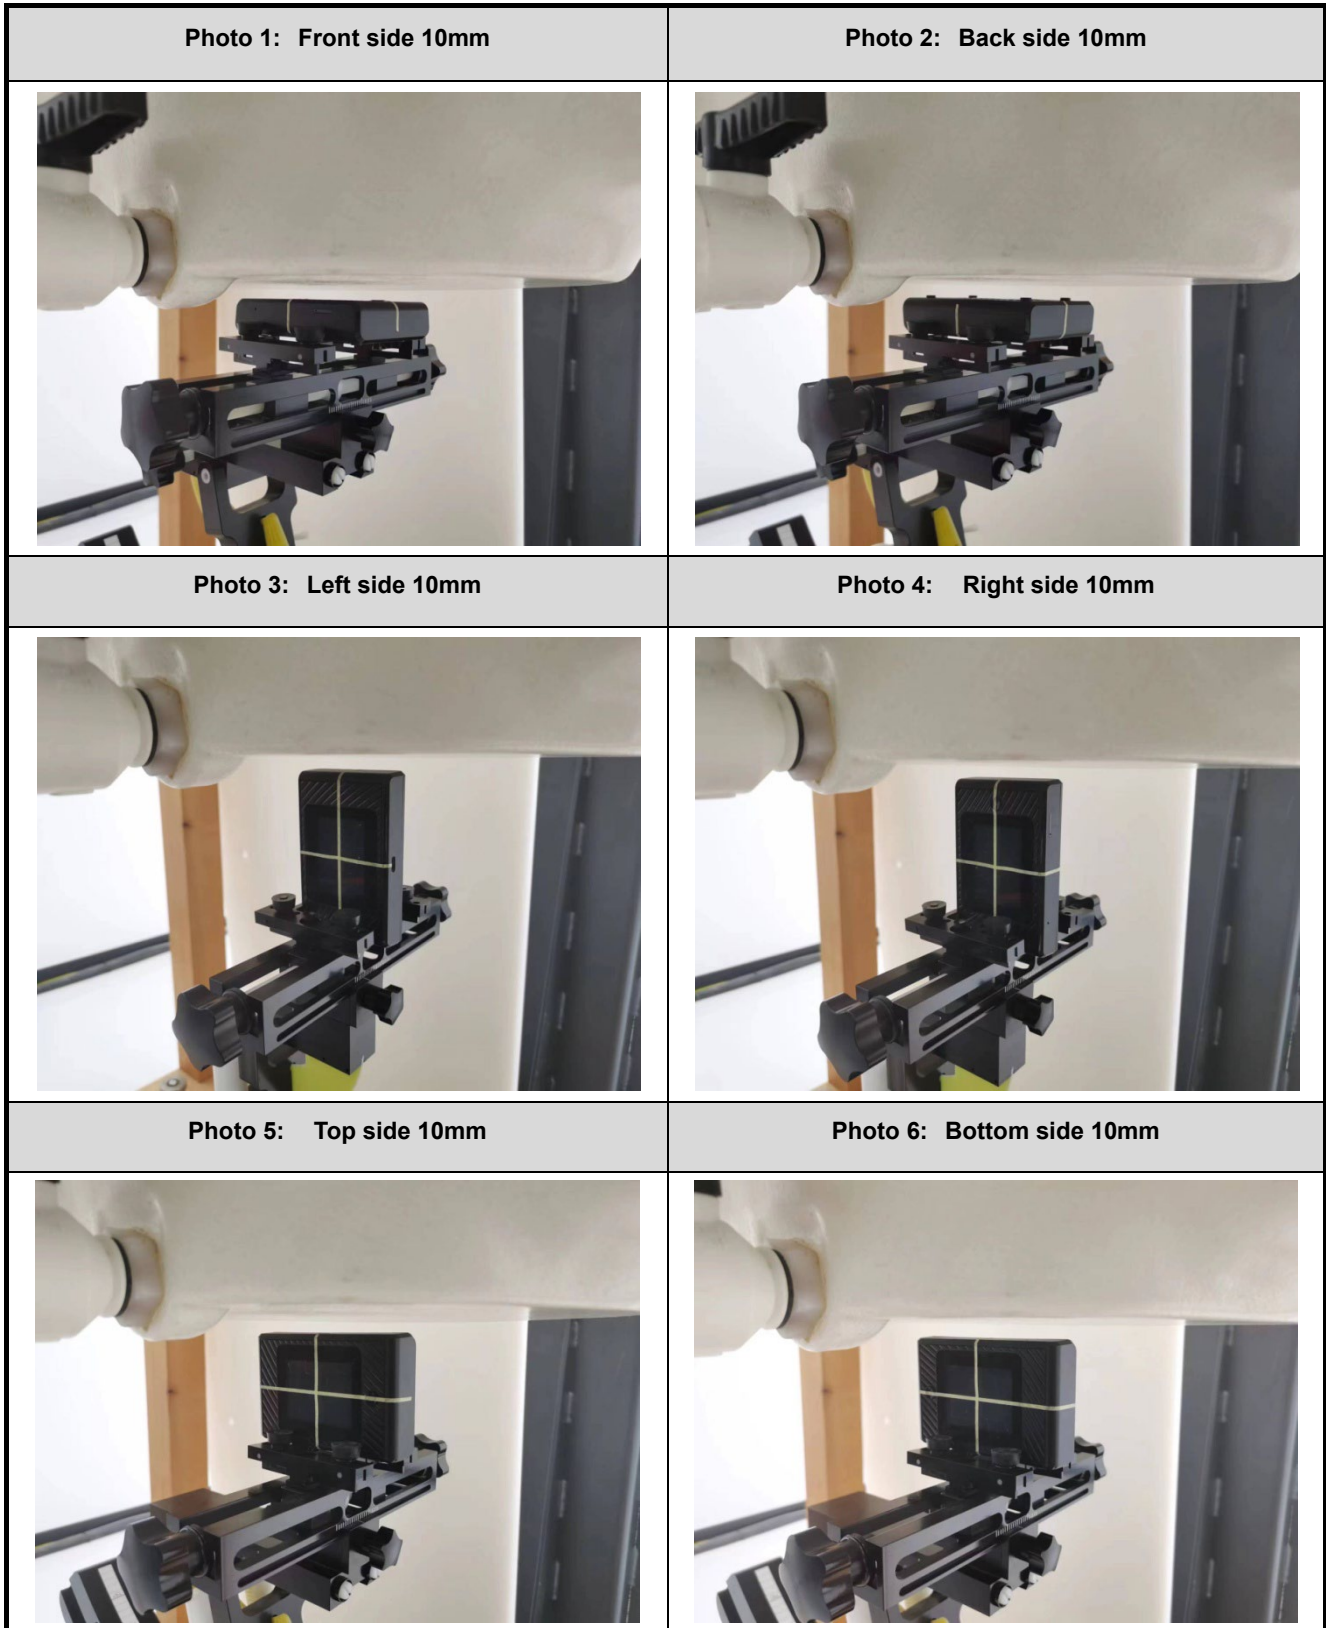 Photo 1: Front side 10mm
Photo 2: Back side 10mm
Photo 3: Left side 10mm
Photo 4: Right side 10mm
Photo 5: Top side 10mm
Photo 6: Bottom side 10mm